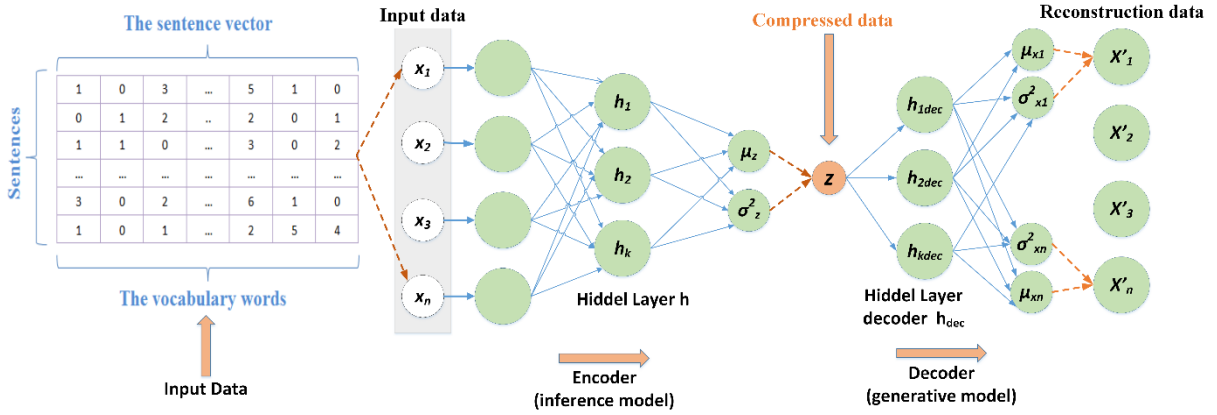 The sentence vector
Sentences
1 0 3 ... 5 1 0
0 1 2 .. 2 0 1
1 1 0 ... 3 0 2
... ... ... ... ... ... ...
3 0 2 ... 6 1 0
1 0 1 ... 2 5 4
The vocabulary words
Input Data
Input data
x1
x2
x3
xn
h1
h2
hk
Hiddel Layer h
Encoder
(inference model)
μz
σ²z
Compressed data
z
h1dec
h2dec
hkdec
Hiddel Layer
decoder hdec
Decoder
(generative model)
μx1
σ²x1
σ²xn
μxn
Reconstruction data
X'1
X'2
X'3
X'n